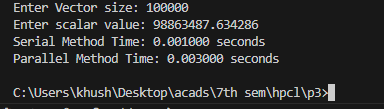 Enter Vector size: 100000
Enter scalar value: 98863487.634286
Serial Method Time: 0.001000 seconds
Parallel Method Time: 0.003000 seconds
C:\Users\khush\Desktop\acads\7th sem\hpcl\p3>